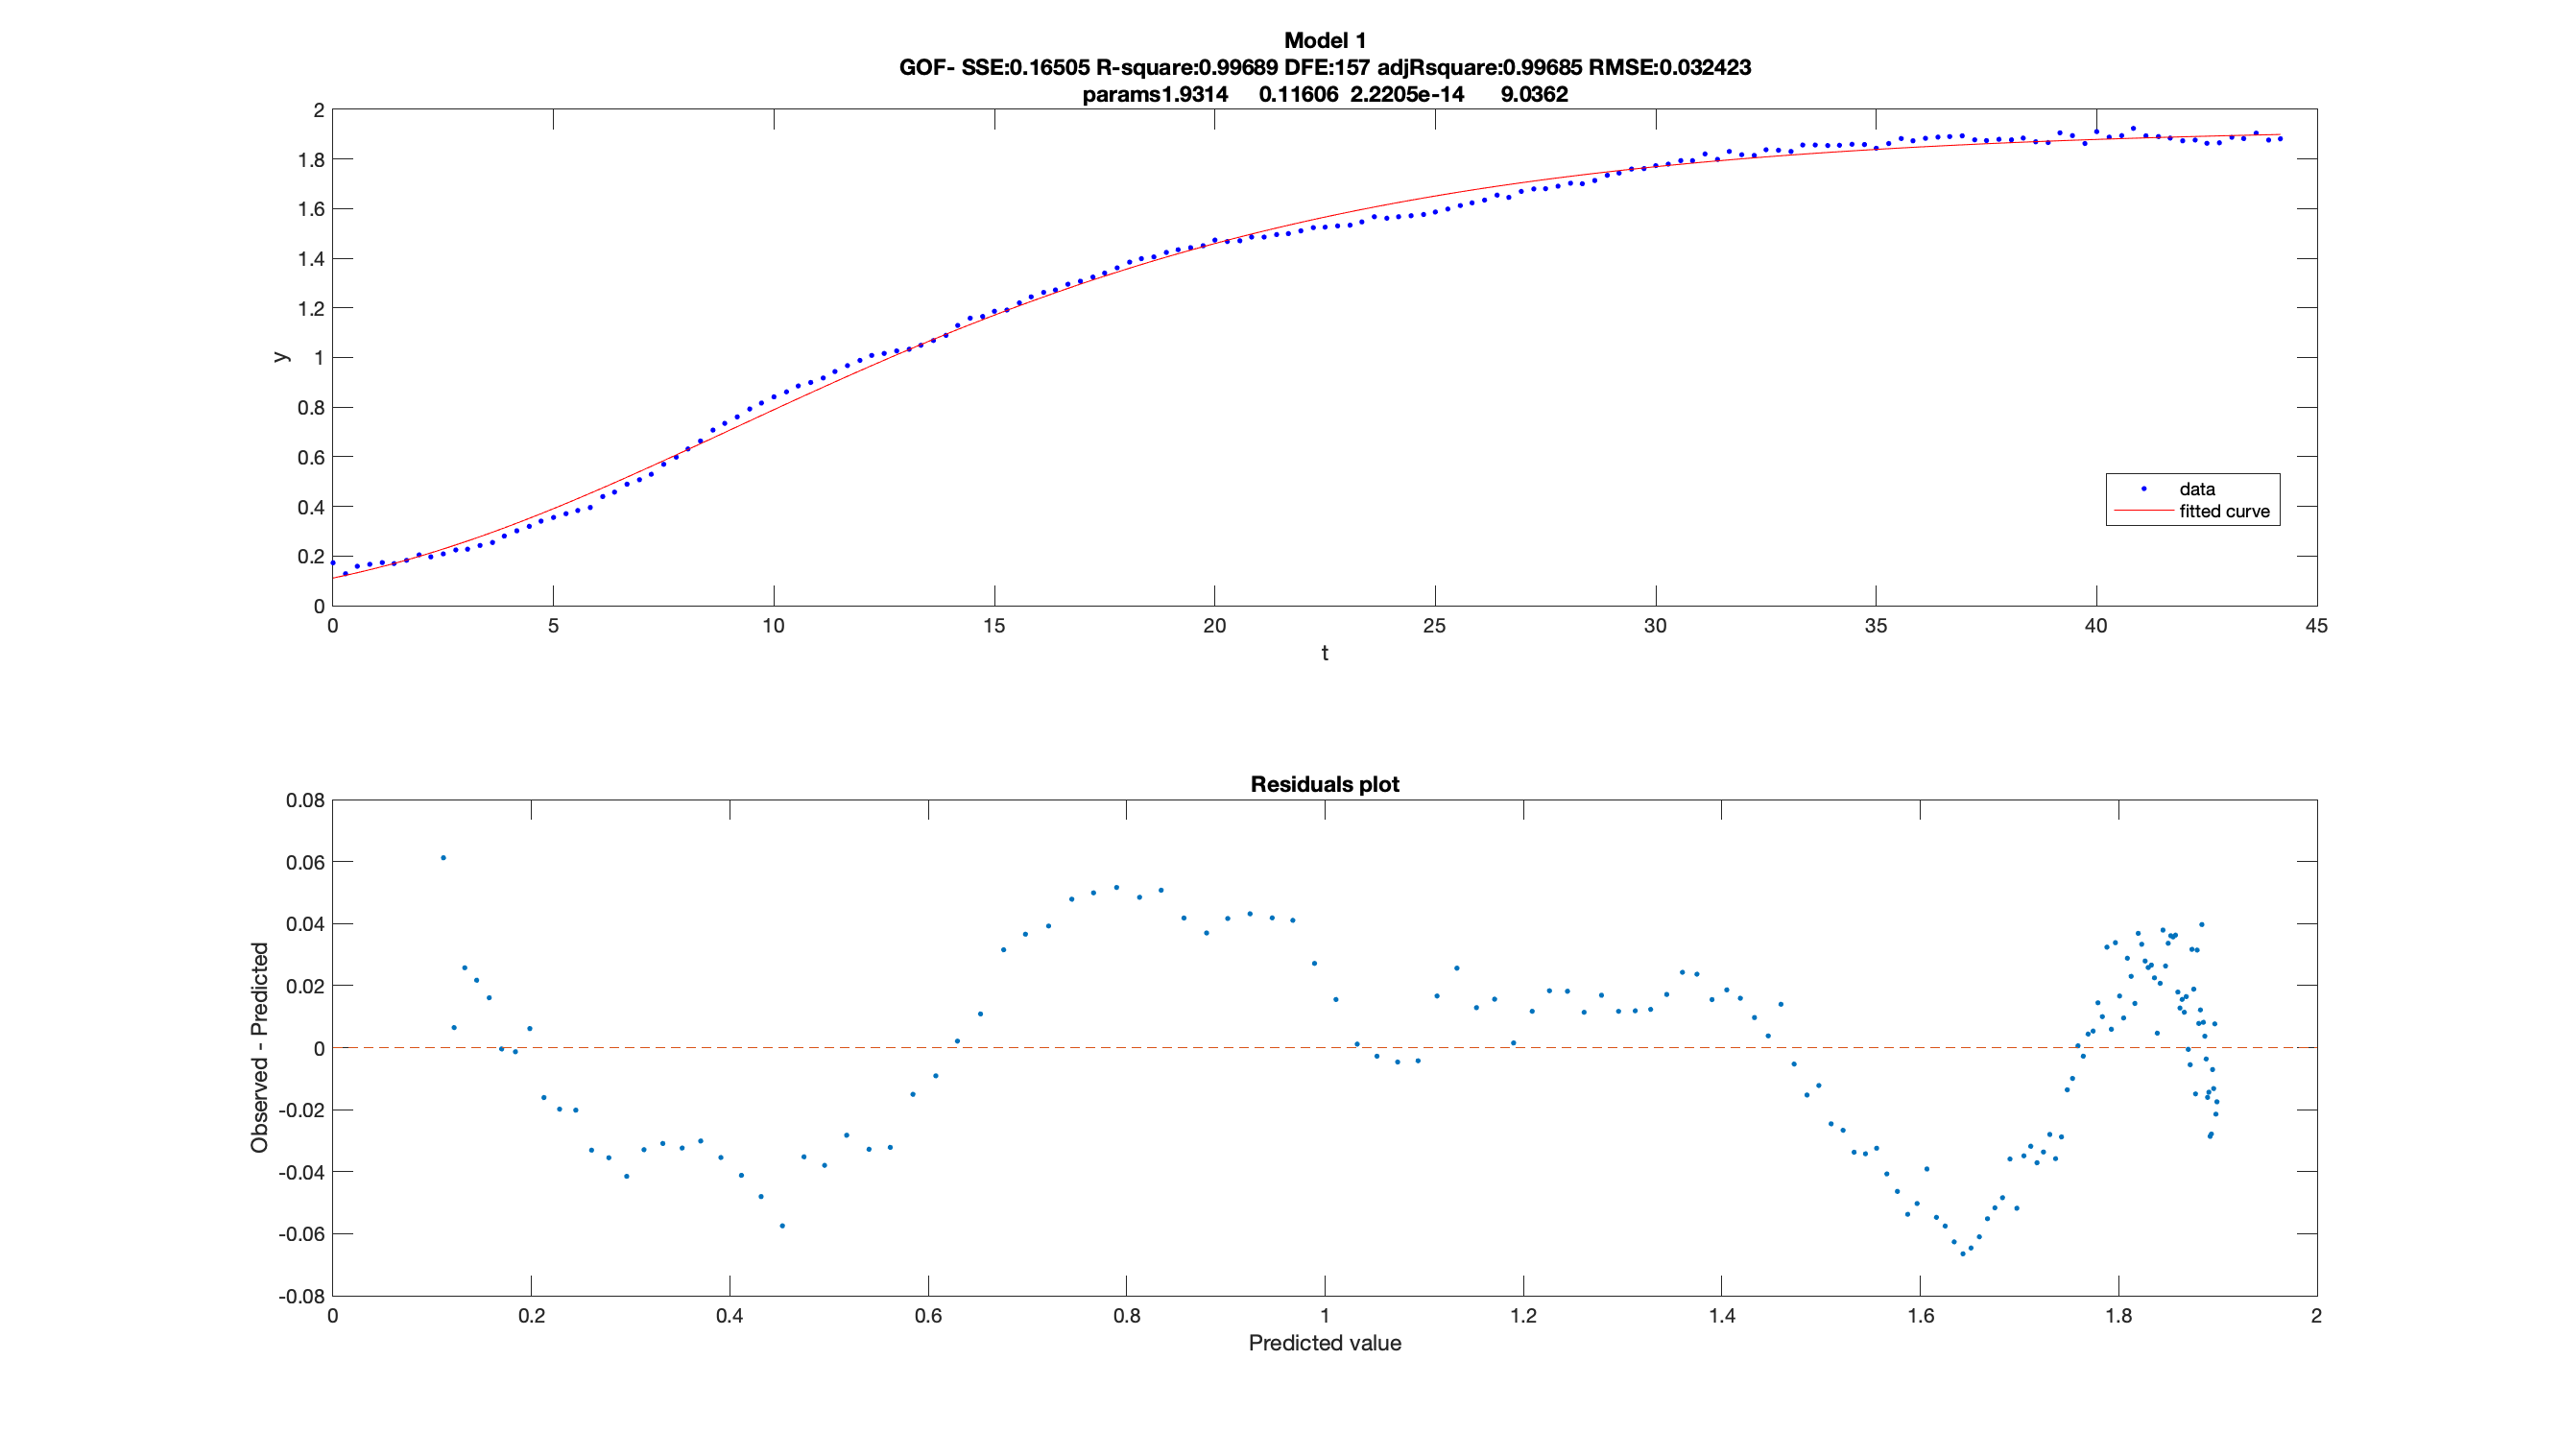 Model 1
GOF- SSE:0.16505 R-square:0.99689 DFE:157 adjRsquare:0.99685 RMSE:0.032423
params1.9314 0.11606 2.2205e-14 9.0362
2
1.8
1.6
1.4
1.2
1
0.8
0.6
0.4
0.2
0
y
0 5 10 15 20 25 30 35 40 45
t
data
fitted curve
Residuals plot
0.08
0.06
0.04
0.02
0
-0.02
-0.04
-0.06
-0.08
Observed - Predicted
0 0.2 0.4 0.6 0.8 1 1.2 1.4 1.6 1.8 2
Predicted value